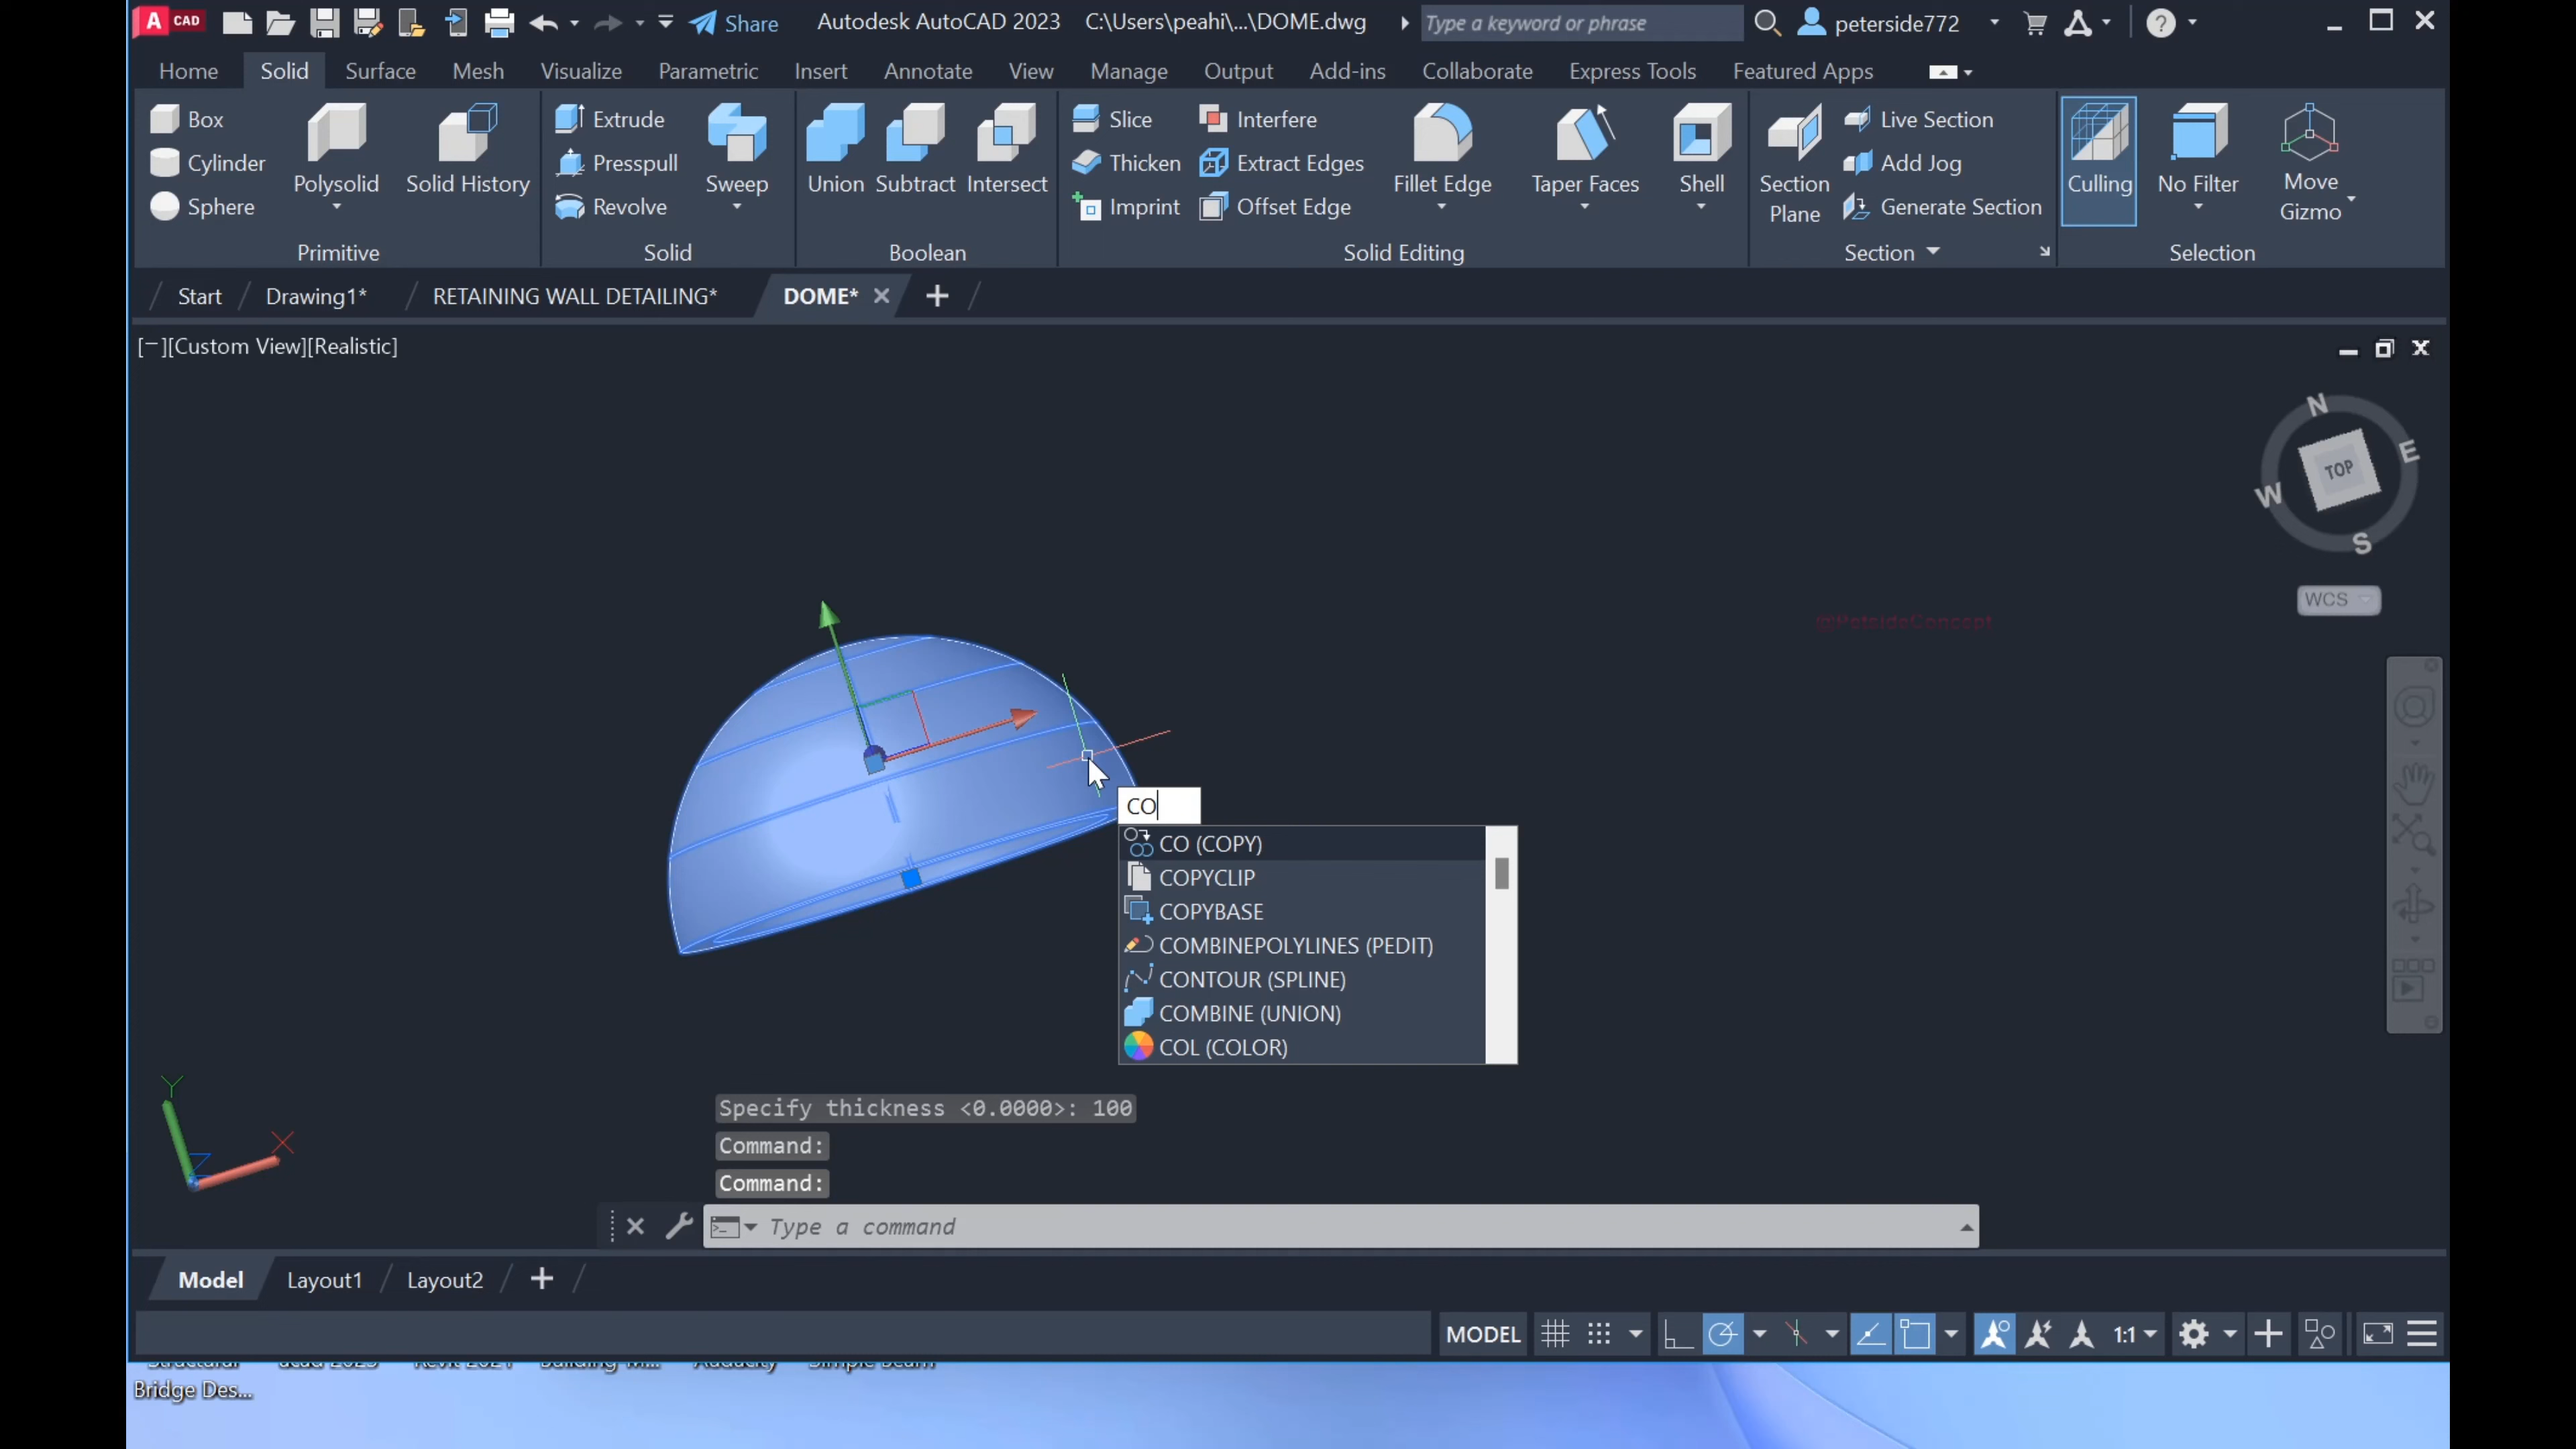 A CAD Share Autodesk AutoCAD 2023 C:\Users\peahi\...\DOME.dwg Type a keyword or phrase peterside772
Home Solid Surface Mesh Visualize Parametric Insert Annotate View Manage Output Add-ins Collaborate Express Tools Featured Apps
Box Extrude Slice Interfere Live Section
Cylinder Presspull Thicken Extract Edges Add Jog
Polysolid Solid History Sweep Union Subtract Intersect Fillet Edge Taper Faces Shell Section Plane Culling No Filter Move Gizmo
Sphere Revolve Imprint Offset Edge Generate Section
Primitive Solid Boolean Solid Editing Section Selection
Start Drawing1* RETAINING WALL DETAILING* DOME*
[−][Custom View][Realistic]
N
E
TOP
W
S
WCS
@PetsideConcept
CO
CO (COPY)
COPYCLIP
COPYBASE
COMBINEPOLYLINES (PEDIT)
CONTOUR (SPLINE)
COMBINE (UNION)
COL (COLOR)
Y
X
Z
Specify thickness <0.0000>: 100
Command:
Command:
Type a command
Model Layout1 Layout2
MODEL 1:1
Bridge Des...